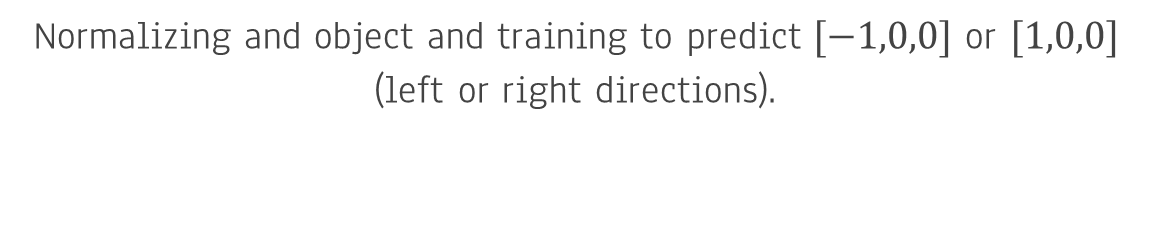 Normalizing and object and training to predict [−1,0,0] or [1,0,0]
(left or right directions).